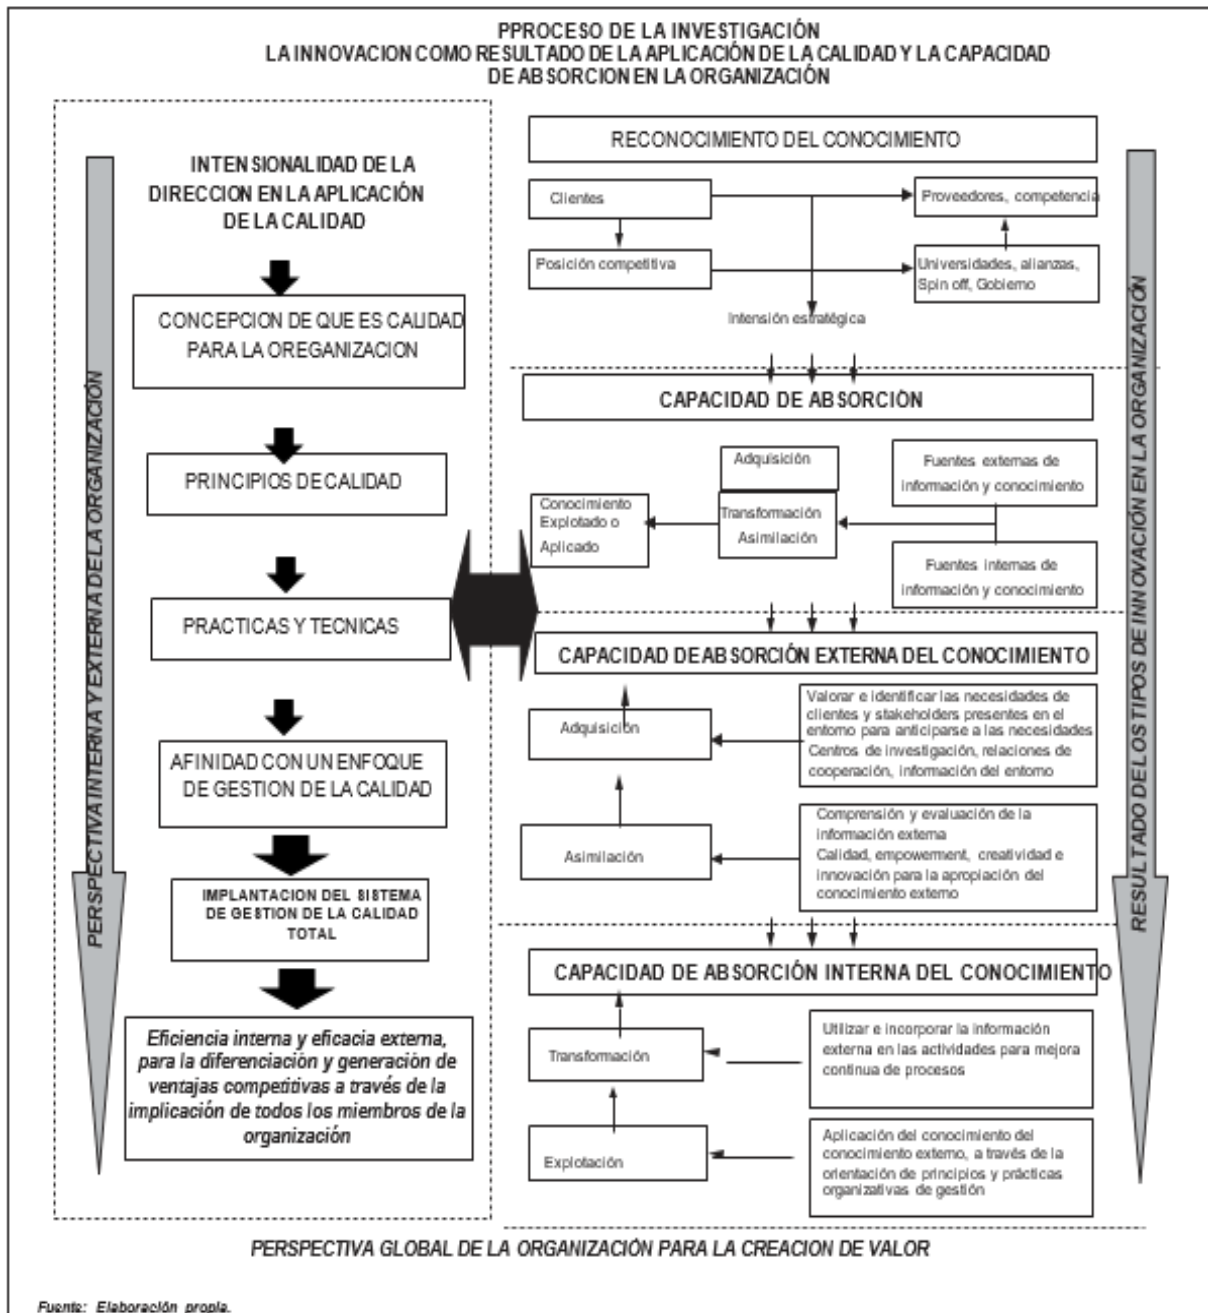 PPROCESO DE LA INVESTIGACIÓN
LA INNOVACION COMO RESULTADO DE LA APLICACIÓN DE LA CALIDAD Y LA CAPACIDAD
DE ABSORCION EN LA ORGANIZACIÓN
PERSPECTIVA INTERNA Y EXTERNA DE LA ORGANIZACIÓN
INTENSIONALIDAD DE LA
DIRECCION EN LA APLICACIÓN
DE LA CALIDAD
CONCEPCION DE QUE ES CALIDAD
PARA LA OREGANIZACION
PRINCIPIOS DE CALIDAD
PRACTICAS Y TECNICAS
AFINIDAD CON UN ENFOQUE
DE GESTION DE LA CALIDAD
IMPLANTACION DEL SISTEMA
DE GESTION DE LA CALIDAD
TOTAL
Eficiencia interna y eficacia externa,
para la diferenciación y generación de
ventajas competitivas a través de la
implicación de todos los miembros de la
organización
RECONOCIMIENTO DEL CONOCIMIENTO
Clientes
Proveedores, competencia
Posición competitiva
Universidades, alianzas,
Spin off, Gobierno
Intensión estratégica
CAPACIDAD DE ABSORCIÓN
Adquisición
Fuentes externas de
información y conocimiento
Conocimiento
Explotado o
Aplicado
Transformación
Asimilación
Fuentes internas de
información y conocimiento
CAPACIDAD DE ABSORCIÓN EXTERNA DEL CONOCIMIENTO
Adquisición
Valorar e identificar las necesidades de
clientes y stakeholders presentes en el
entorno para anticiparse a las necesidades
Centros de investigación, relaciones de
cooperación, información del entorno
Asimilación
Comprensión y evaluación de la
información externa
Calidad, empowerment, creatividad e
innovación para la apropiación del
conocimiento externo
CAPACIDAD DE ABSORCIÓN INTERNA DEL CONOCIMIENTO
Transformación
Utilizar e incorporar la información
externa en las actividades para mejora
continua de procesos
Explotación
Aplicación del conocimiento del
conocimiento externo, a través de la
orientación de principios y prácticas
organizativas de gestión
RESULTADO DE LOS TIPOS DE INNOVACIÓN EN LA ORGANIZACIÓN
PERSPECTIVA GLOBAL DE LA ORGANIZACIÓN PARA LA CREACION DE VALOR
Fuente: Elaboración propia.